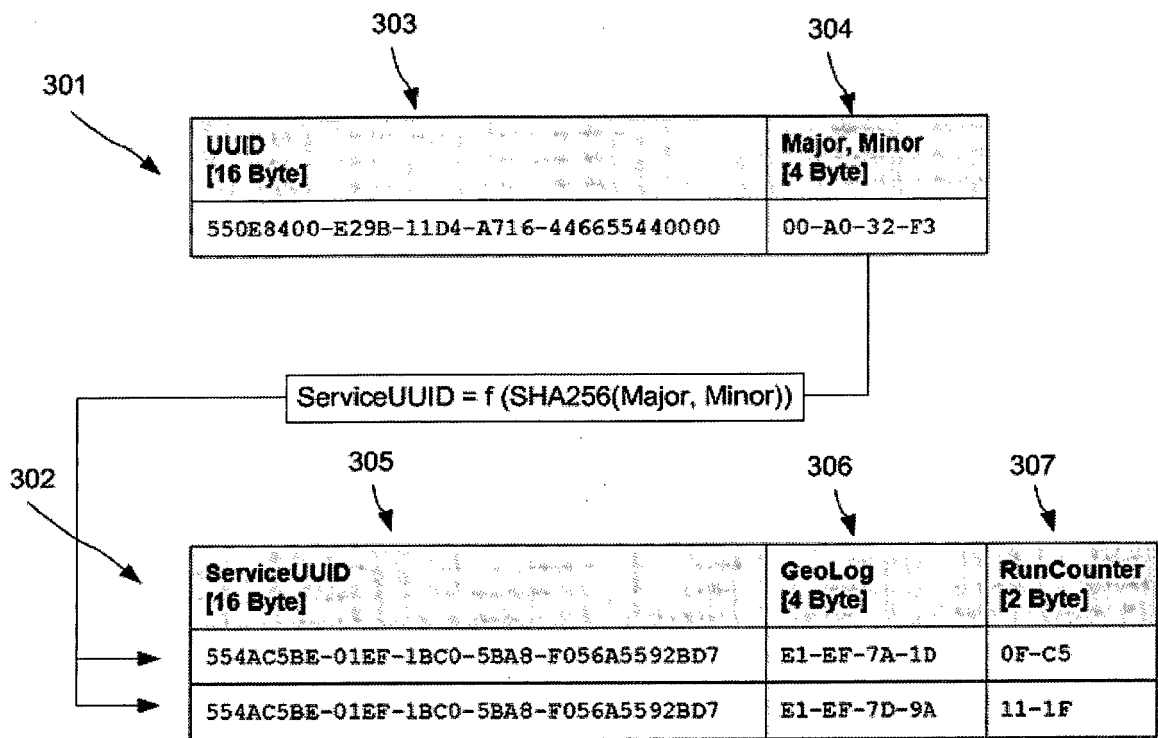 303
304
301
UUID
[16 Byte]
Major, Minor
[4 Byte]
550E8400-E29B-11D4-A716-446655440000
00-A0-32-F3
ServiceUUID = f (SHA256(Major, Minor))
302
305
306
307
ServiceUUID
[16 Byte]
GeoLog
[4 Byte]
RunCounter
[2 Byte]
554AC5BE-01EF-1BC0-5BA8-F056A5592BD7
E1-EF-7A-1D
0F-C5
554AC5BE-01EF-1BC0-5BA8-F056A5592BD7
E1-EF-7D-9A
11-1F